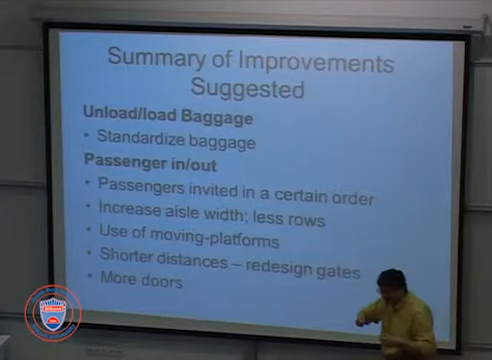 Summary of Improvements
Suggested
Unload/load Baggage
• Standardize baggage
Passenger in/out
• Passengers invited in a certain order
• Increase aisle width; less rows
• Use of moving-platforms
• Shorter distances – redesign gates
• More doors